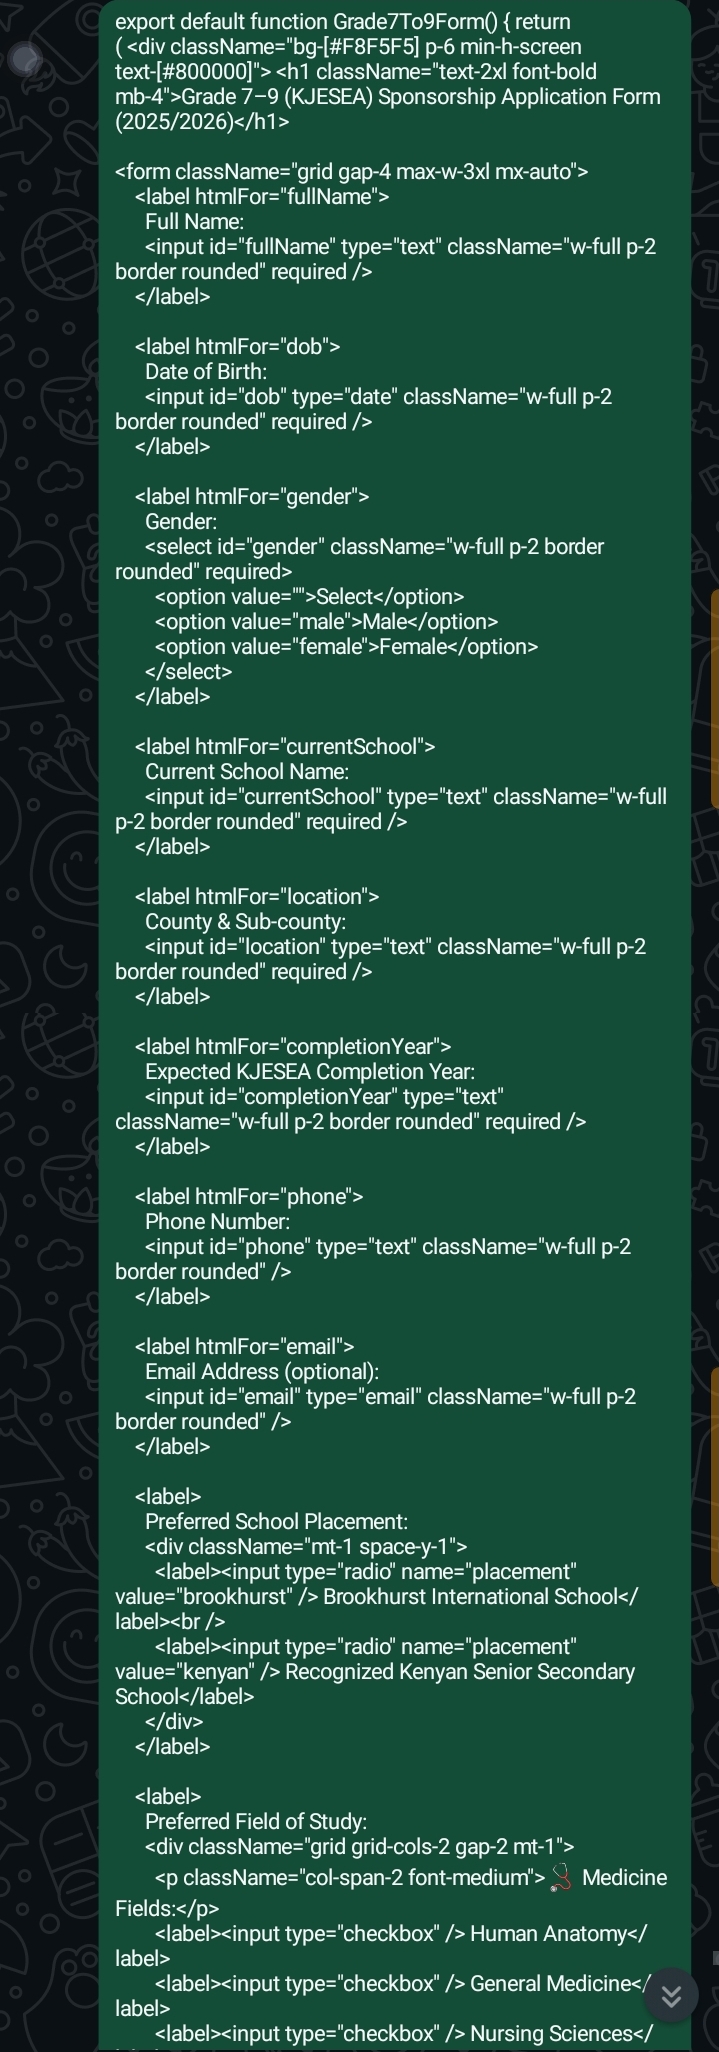 export default function Grade7To9Form() { return
( <div className="bg-[#F8F5F5] p-6 min-h-screen
text-[#800000]"> <h1 className="text-2xl font-bold
mb-4">Grade 7–9 (KJESEA) Sponsorship Application Form
(2025/2026)</h1>
<form className="grid gap-4 max-w-3xl mx-auto">
<label htmlFor="fullName">
Full Name:
<input id="fullName" type="text" className="w-full p-2
border rounded" required />
</label>
<label htmlFor="dob">
Date of Birth:
<input id="dob" type="date" className="w-full p-2
border rounded" required />
</label>
<label htmlFor="gender">
Gender:
<select id="gender" className="w-full p-2 border
rounded" required>
<option value="">Select</option>
<option value="male">Male</option>
<option value="female">Female</option>
</select>
</label>
<label htmlFor="currentSchool">
Current School Name:
<input id="currentSchool" type="text" className="w-full
p-2 border rounded" required />
</label>
<label htmlFor="location">
County & Sub-county:
<input id="location" type="text" className="w-full p-2
border rounded" required />
</label>
<label htmlFor="completionYear">
Expected KJESEA Completion Year:
<input id="completionYear" type="text"
className="w-full p-2 border rounded" required />
</label>
<label htmlFor="phone">
Phone Number:
<input id="phone" type="text" className="w-full p-2
border rounded" />
</label>
<label htmlFor="email">
Email Address (optional):
<input id="email" type="email" className="w-full p-2
border rounded" />
</label>
<label>
Preferred School Placement:
<div className="mt-1 space-y-1">
<label><input type="radio" name="placement"
value="brookhurst" /> Brookhurst International School</
label><br />
<label><input type="radio" name="placement"
value="kenyan" /> Recognized Kenyan Senior Secondary
School</label>
</div>
</label>
<label>
Preferred Field of Study:
<div className="grid grid-cols-2 gap-2 mt-1">
<p className="col-span-2 font-medium">🩺 Medicine
Fields:</p>
<label><input type="checkbox" /> Human Anatomy</
label>
<label><input type="checkbox" /> General Medicine</
label>
<label><input type="checkbox" /> Nursing Sciences</